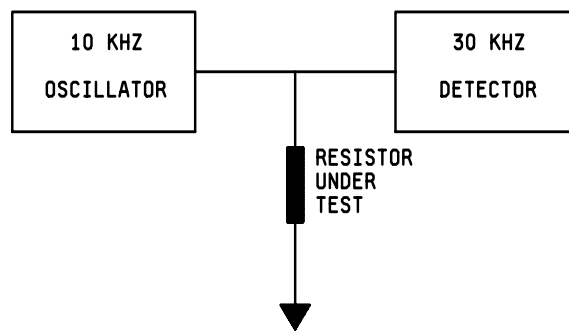 10 KHZ
OSCILLATOR
30 KHZ
DETECTOR
RESISTOR
UNDER
TEST